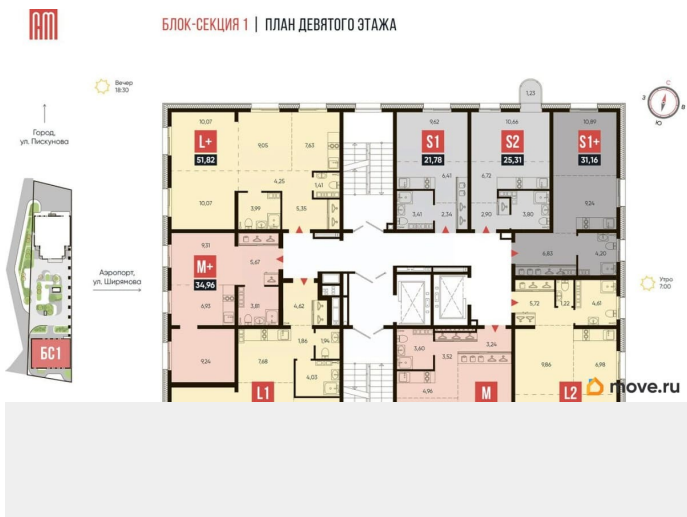 АМ
БЛОК-СЕКЦИЯ 1 | ПЛАН ДЕВЯТОГО ЭТАЖА
Вечер
18:30
С
З
В
Ю
Город,
ул. Пискунова
Аэропорт,
ул. Ширямова
Утро
7:00
БС1
1,23
10,07
L+
51,82
9,05
7,63
4,25
1,41
10,07
3,99
5,35
9,62
S1
21,78
6,41
3,41
2,34
10,66
S2
25,31
6,72
2,90
3,80
10,89
S1+
31,16
9,24
6,83
4,20
9,31
M+
34,96
5,67
6,93
3,81
9,24
4,62
1,86
1,94
7,68
4,03
L1
3,60
3,52
3,24
4,96
M
5,72
1,22
4,61
9,86
6,98
L2
move.ru